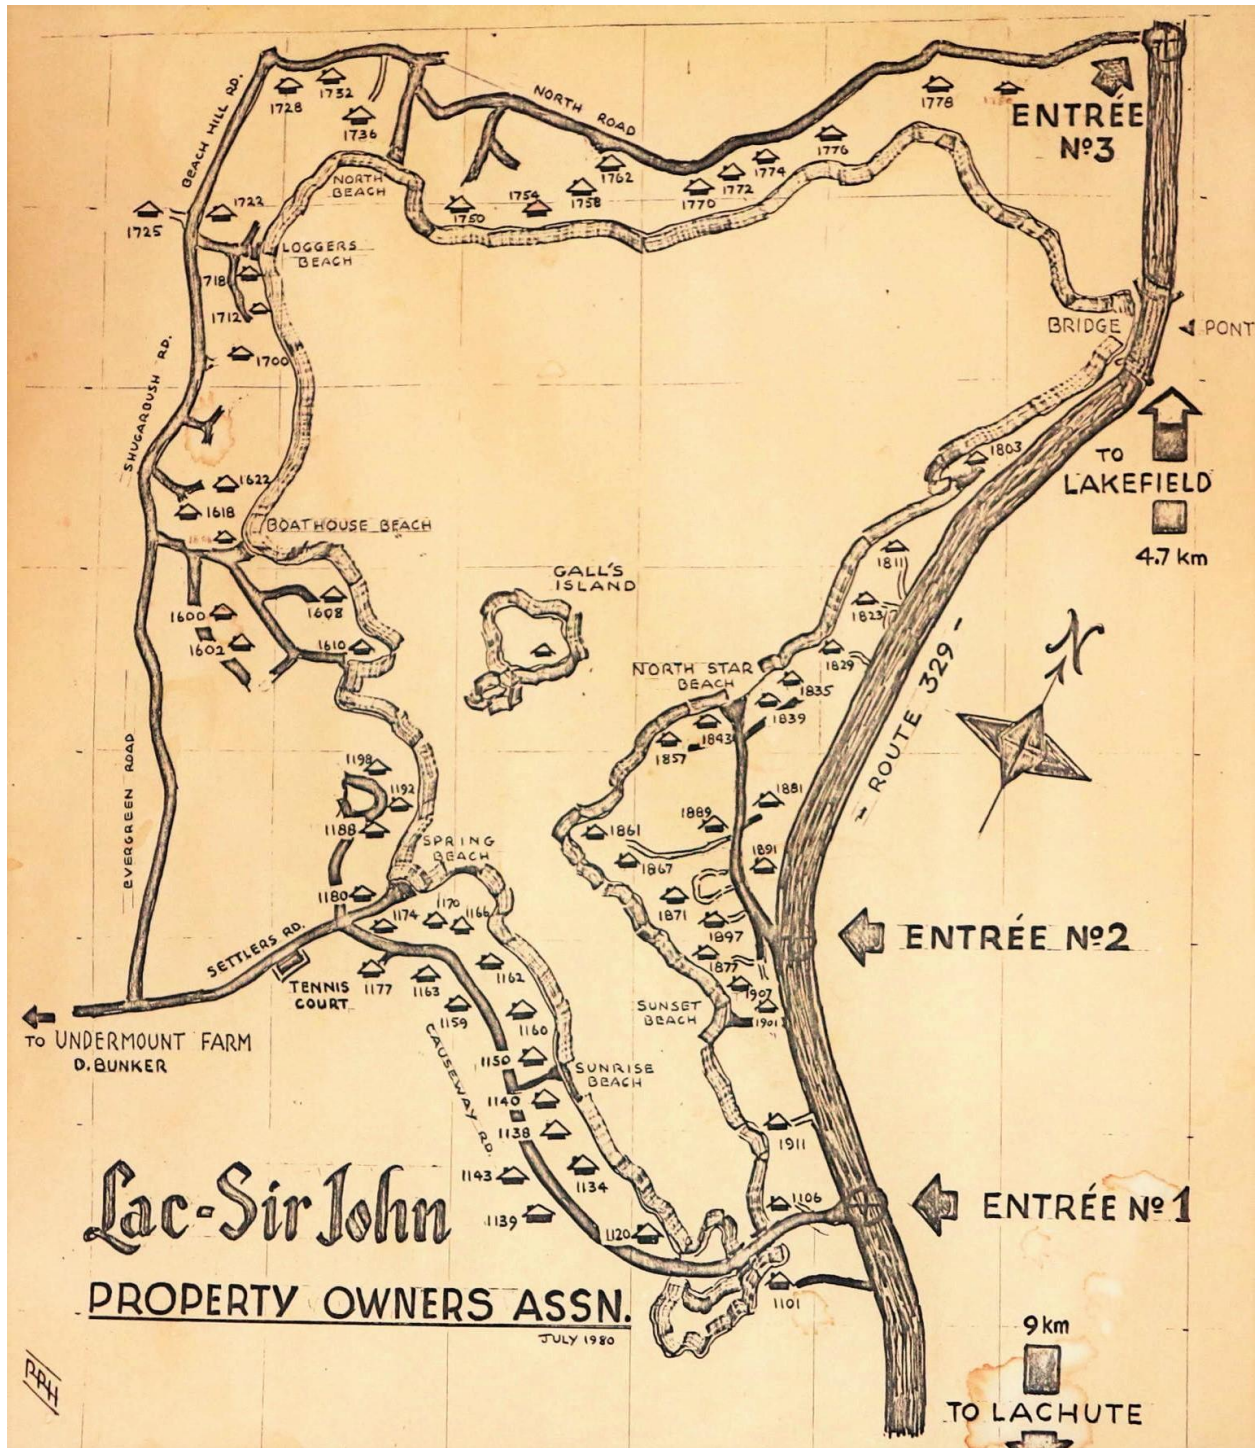 BEACH HILL RD.
1728
1732
1736
NORTH ROAD
1778
ENTRÉE
Nº3
NORTH
BEACH
1722
1725
LOGGERS
BEACH
718
1712
1700
1750
1754
1758
1762
1770
1772
1774
1776
BRIDGE
PONT
SHUGARBUSH RD.
1622
1618
BOATHOUSE BEACH
1803
TO
LAKEFIELD
4.7 km
1600
1602
1608
1610
GALL'S
ISLAND
1811
1823
1829
NORTH STAR
BEACH
1835
1839
1843
1857
- ROUTE 329 -
N
EVERGREEN ROAD
1198
1192
1188
SPRING
BEACH
1861
1867
1889
1881
1891
1871
1897
1877
1907
1901
1180
1174
1170
1166
SETTLERS RD.
TENNIS
COURT
1177
1163
1162
1159
1160
ENTRÉE Nº2
SUNSET
BEACH
TO UNDERMOUNT FARM
D. BUNKER
CAUSEWAY RD.
1150
SUNRISE
BEACH
1140
1138
1143
1134
1139
1120
1911
1106
1101
ENTRÉE Nº1
Lac-Sir John
PROPERTY OWNERS ASSN.
JULY 1980
RRH
9 km
TO LACHUTE